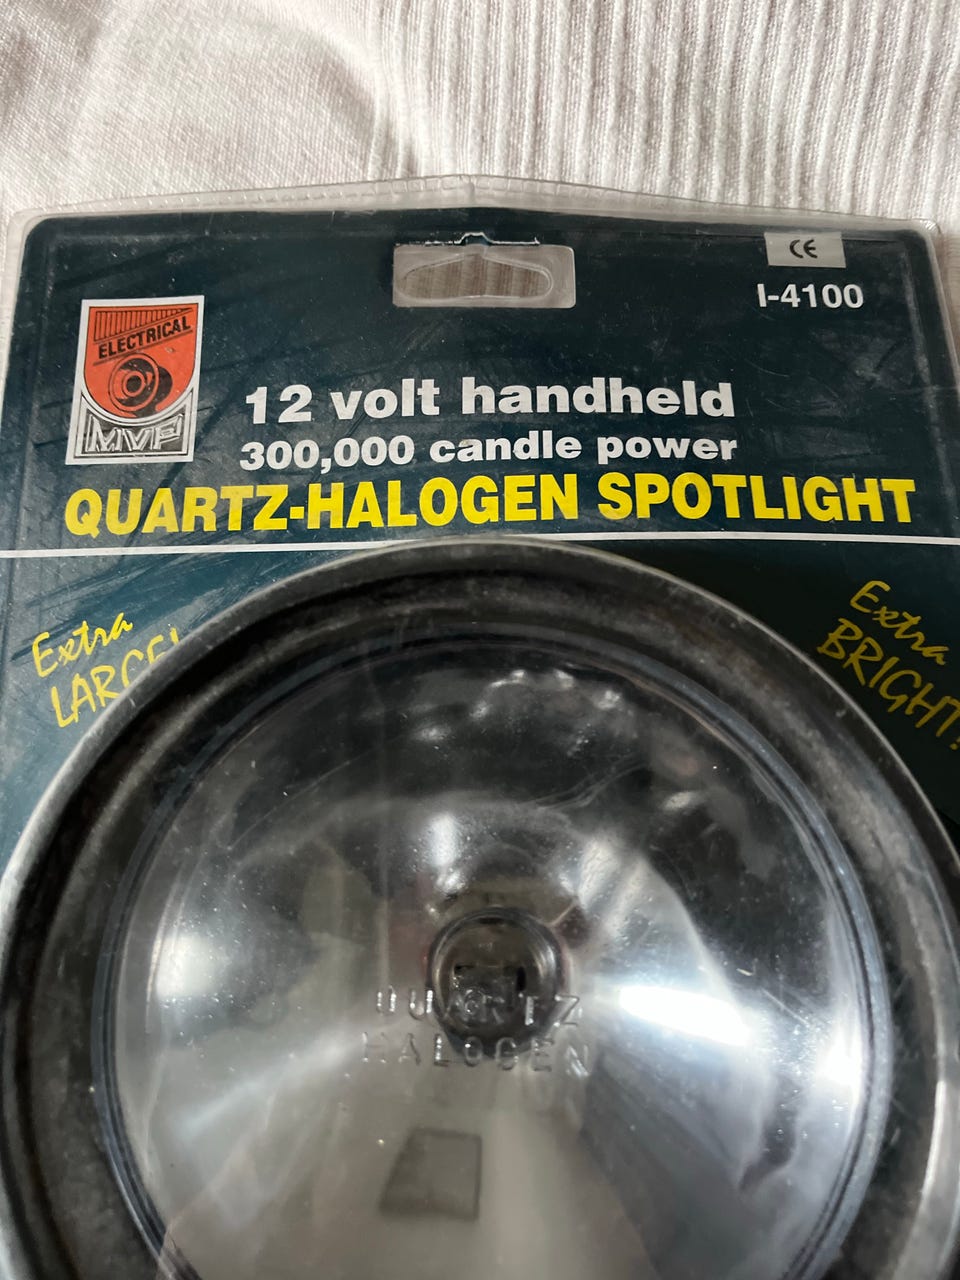 CE
I-4100
ELECTRICAL
MVP
12 volt handheld
300,000 candle power
QUARTZ-HALOGEN SPOTLIGHT
Extra
LARGE!
Extra
BRIGHT!
QUARTZ
HALOGEN